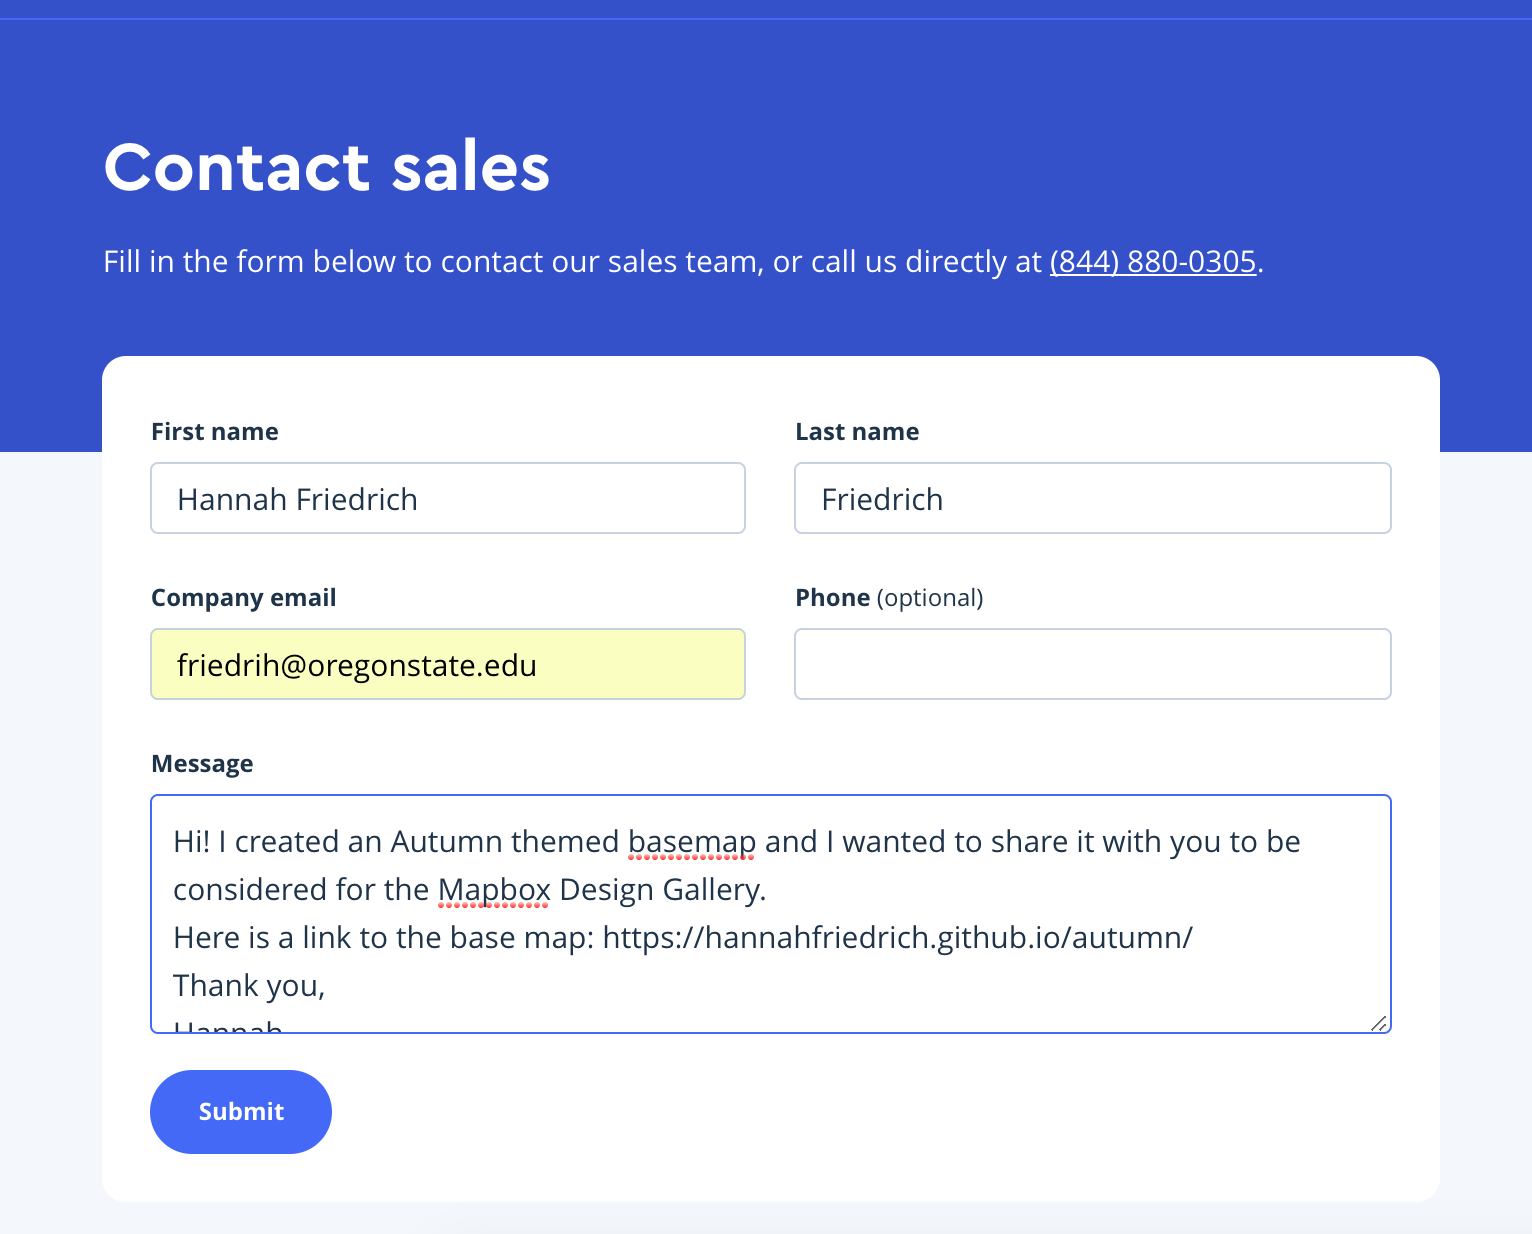 Contact sales
Fill in the form below to contact our sales team, or call us directly at (844) 880-0305.
First name
Last name
Hannah Friedrich
Friedrich
Company email
Phone (optional)
friedrih@oregonstate.edu
Message
Hi! I created an Autumn themed basemap and I wanted to share it with you to be
considered for the Mapbox Design Gallery.
Here is a link to the base map: https://hannahfriedrich.github.io/autumn/
Thank you,
Hannah
Submit